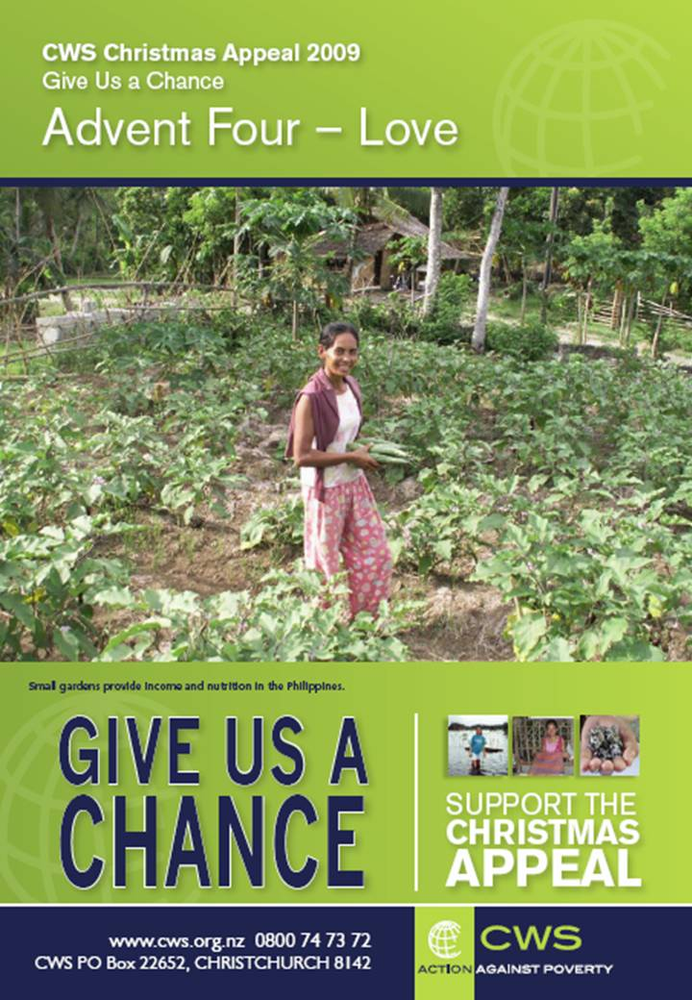 CWS Christmas Appeal 2009
Give Us a Chance
Advent Four – Love
Small gardens provide income and nutrition in the Philippines.
GIVE US A
CHANCE
SUPPORT THE
CHRISTMAS
APPEAL
www.cws.org.nz 0800 74 73 72
CWS PO Box 22652, CHRISTCHURCH 8142
CWS
ACTION AGAINST POVERTY